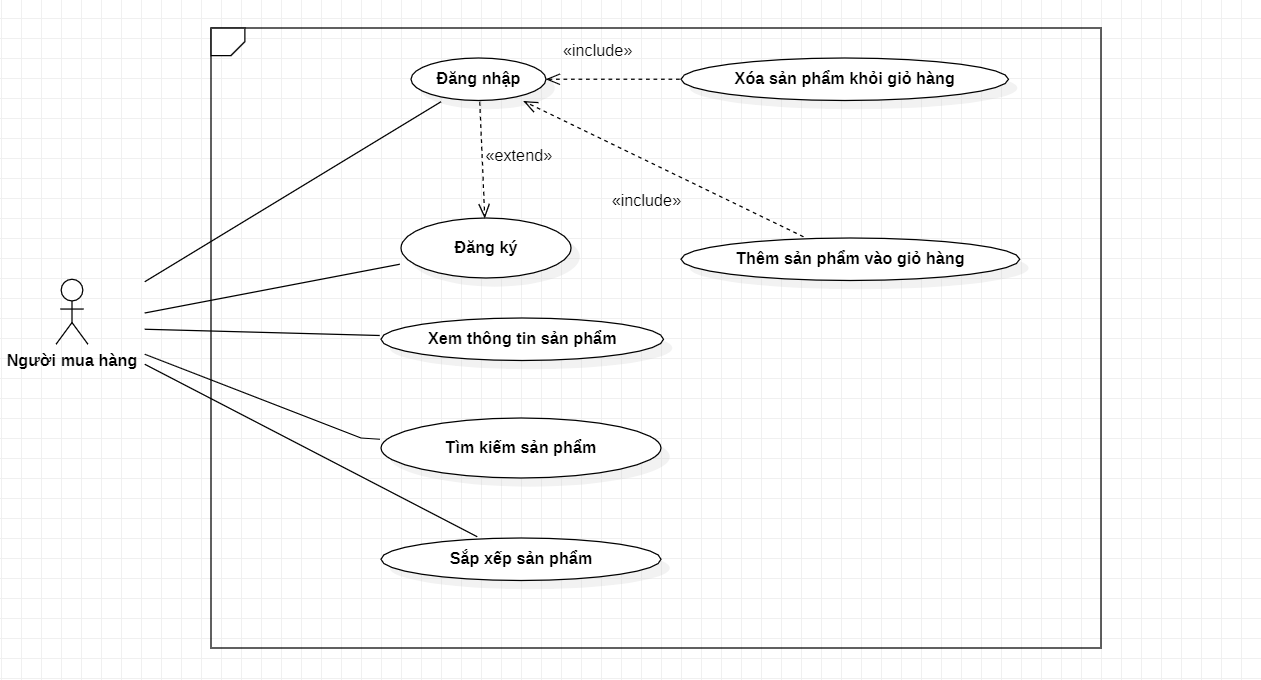 «include»
Đăng nhập
Xóa sản phẩm khỏi giỏ hàng
«extend»
«include»
Đăng ký
Thêm sản phẩm vào giỏ hàng
Xem thông tin sản phẩm
Người mua hàng
Tìm kiếm sản phẩm
Sắp xếp sản phẩm